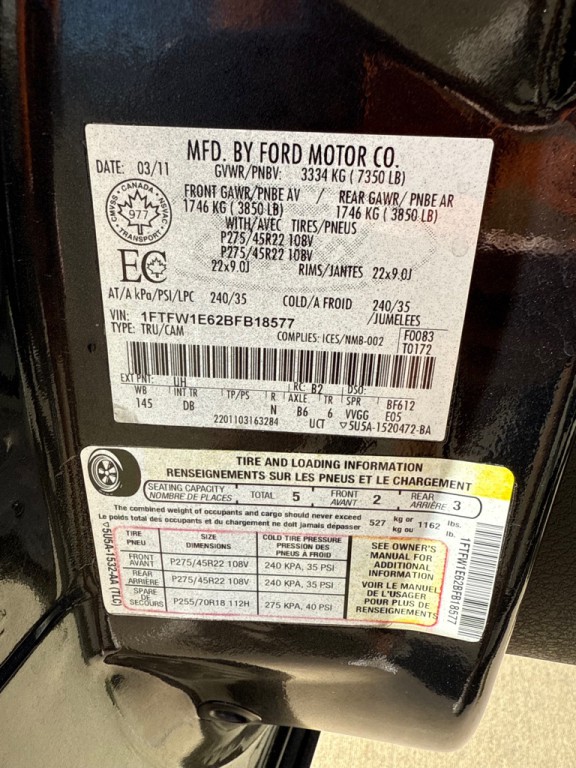 MFD. BY FORD MOTOR CO.
DATE: 03/11
GVWR/PNBV: 3334 KG ( 7350 LB)
FRONT GAWR/PNBE AV / REAR GAWR/ PNBE AR
1746 KG ( 3850 LB) 1746 KG ( 3850 LB)
WITH/AVEC TIRES/PNEUS
P275/45R22 108V
P275/45R22 108V
22x9.0J RIMS/JANTES 22x9.0J
CANADA
CMVSS NSVAC
977
TRANSPORT
EC
AT/A kPa/PSI/LPC 240/35 COLD/A FROID 240/35
/JUMELEES
VIN: 1FTFW1E62BFB18577
TYPE: TRU/CAM COMPLIES: ICES/NMB-002
F0083
T0172
EXT PNT: UH RC: B2 DSO:
WB INT TR TP/PS R AXLE TR SPR BF612
145 DB N B6 6 VVGG E05
2201103163284 UCT ▽5U5A-1520472-BA
TIRE AND LOADING INFORMATION
RENSEIGNEMENTS SUR LES PNEUS ET LE CHARGEMENT
SEATING CAPACITY
NOMBRE DE PLACES, TOTAL 5 FRONT AVANT 2 REAR ARRIÈRE 3
The combined weight of occupants and cargo should never exceed
Le poids total des occupants et du chargement ne doit jamais dépasser 527 kg or kg ou 1162 lbs. lb.
TIRE PNEU SIZE DIMENSIONS COLD TIRE PRESSURE PRESSION DES PNEUS A FROID
FRONT AVANT P275/45R22 108V 240 KPA, 35 PSI
REAR ARRIÈRE P275/45R22 108V 240 KPA, 35 PSI
SPARE DE SECOURS P255/70R18 112H 275 KPA, 40 PSI
SEE OWNER'S
MANUAL FOR
ADDITIONAL
INFORMATION
VOIR LE MANUEL
DE L'USAGER
POUR PLUS DE
RENSEIGNEMENTS
▽5U5A-1532-AA (TLC)
1FTFW1E62BFB18577